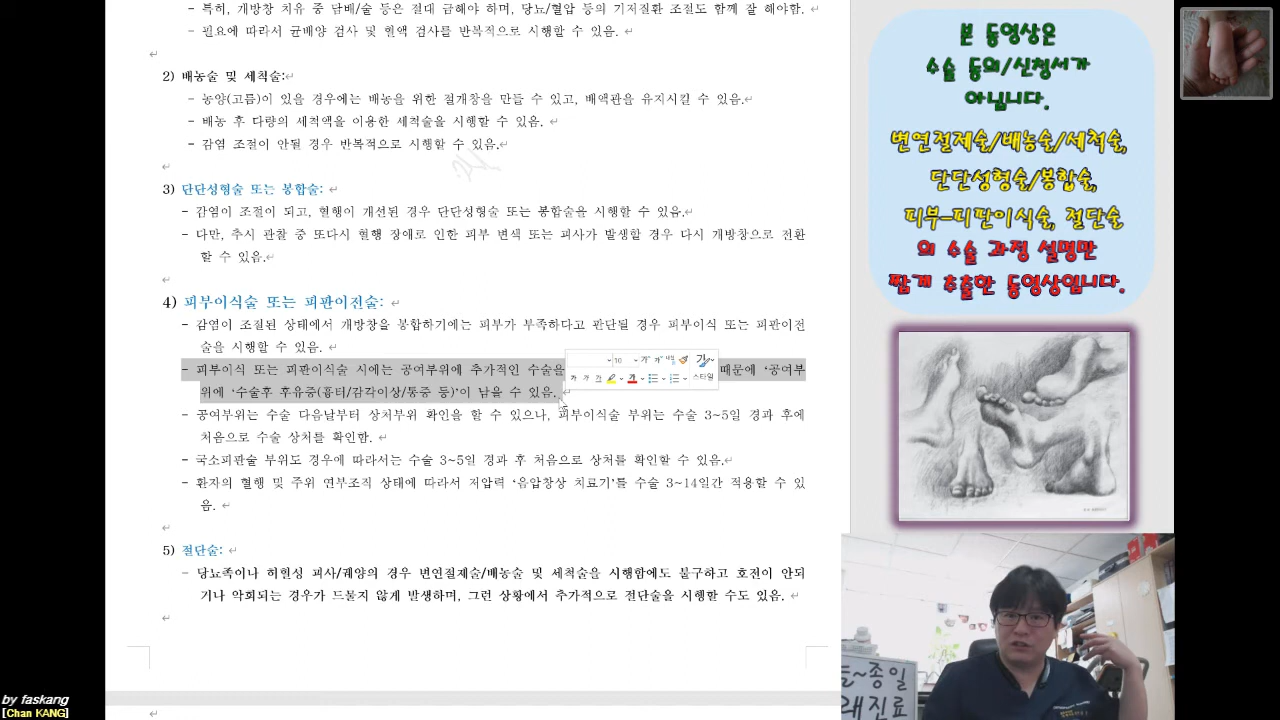 - 특히, 개방창 치유 중 담배/술 등은 절대 금해야 하며, 당뇨/혈압 등의 기저질환 조절도 함께 잘 해야함.
- 필요에 따라서 균배양 검사 및 혈액 검사를 반복적으로 시행할 수 있음.
2) 배농술 및 세척술:
- 농양(고름)이 있을 경우에는 배농을 위한 절개창을 만들 수 있고, 배액관을 유지시킬 수 있음.
- 배농 후 다량의 세척액을 이용한 세척술을 시행할 수 있음.
- 감염 조절이 안될 경우 반복적으로 시행할 수 있음.
3) 단단성형술 또는 봉합술:
- 감염이 조절이 되고, 혈행이 개선된 경우 단단성형술 또는 봉합술을 시행할 수 있음.
- 다만, 추시 관찰 중 또다시 혈행 장애로 인한 피부 변색 또는 피사가 발생할 경우 다시 개방창으로 전환
할 수 있음.
4) 피부이식술 또는 피판이전술:
- 감염이 조절된 상태에서 개방창을 봉합하기에는 피부가 부족하다고 판단될 경우 피부이식 또는 피판이전
술을 시행할 수 있음.
- 피부이식 또는 피판이식술 시에는 공여부위에 추가적인 수술을 때문에 '공여부
위에 '수술후 후유증(흉터/감각이상/통증 등)'이 남을 수 있음.
- 공여부위는 수술 다음날부터 상처부위 확인을 할 수 있으나, 피부이식술 부위는 수술 3~5일 경과 후에
처음으로 수술 상처를 확인함.
- 국소피판술 부위도 경우에 따라서는 수술 3~5일 경과 후 처음으로 상처를 확인할 수 있음.
- 환자의 혈행 및 주위 연부조직 상태에 따라서 저압력 '음압창상 치료기'를 수술 3~14일간 적용할 수 있
음.
5) 절단술:
- 당뇨족이나 허혈성 괴사/궤양의 경우 변연절제술/배농술 및 세척술을 시행함에도 불구하고 호전이 안되
거나 악화되는 경우가 드물지 않게 발생하며, 그런 상황에서 추가적으로 절단술을 시행할 수도 있음.
10
스타일
본 동영상은
수술 동의/신청서가
아닙니다.
변연절제술/배농술/세척술,
단단성형술/봉합술,
피부-피판이식술, 절단술
의 수술 과정 설명만
짧게 추출한 동영상입니다.
늘~종일
래진료
by faskang
[Chan KANG]